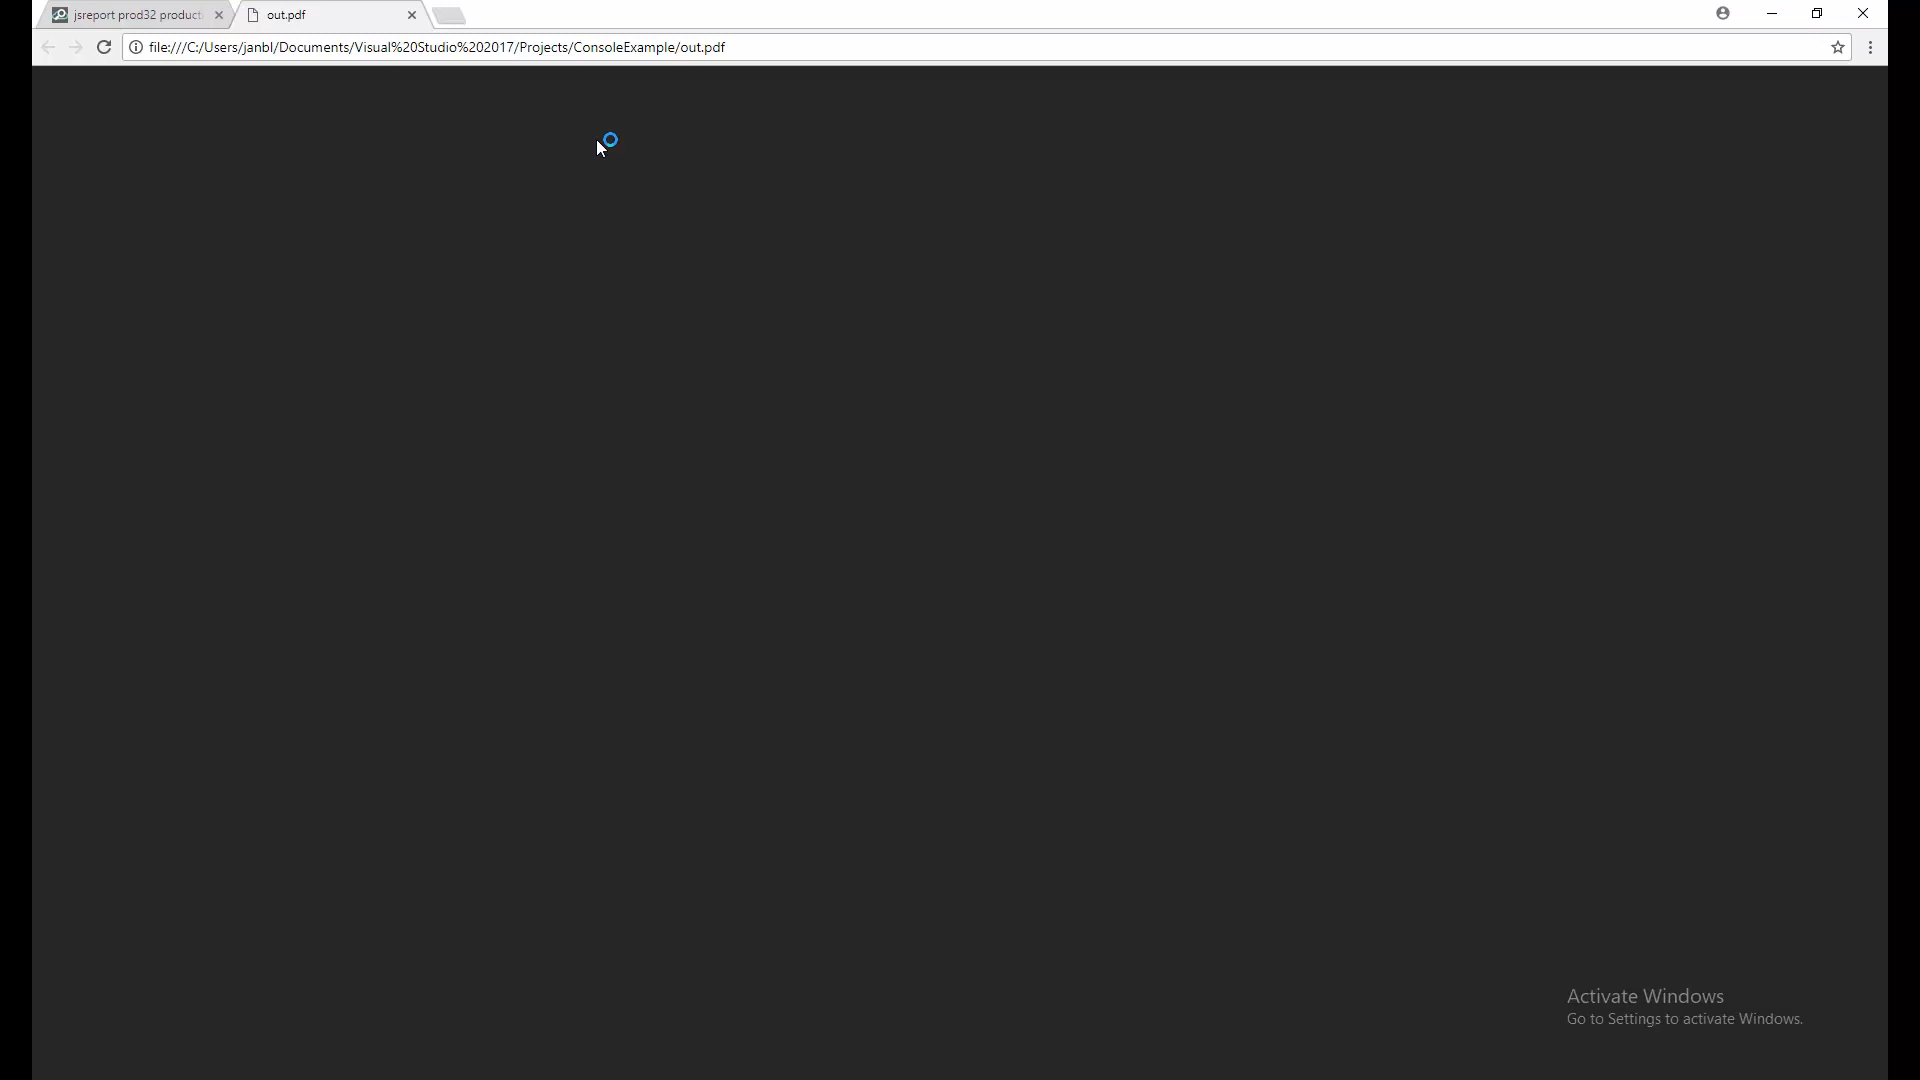 jsreport prod32 product
out.pdf
file:///C:/Users/janbl/Documents/Visual%20Studio%202017/Projects/ConsoleExample/out.pdf
Activate Windows
Go to Settings to activate Windows.